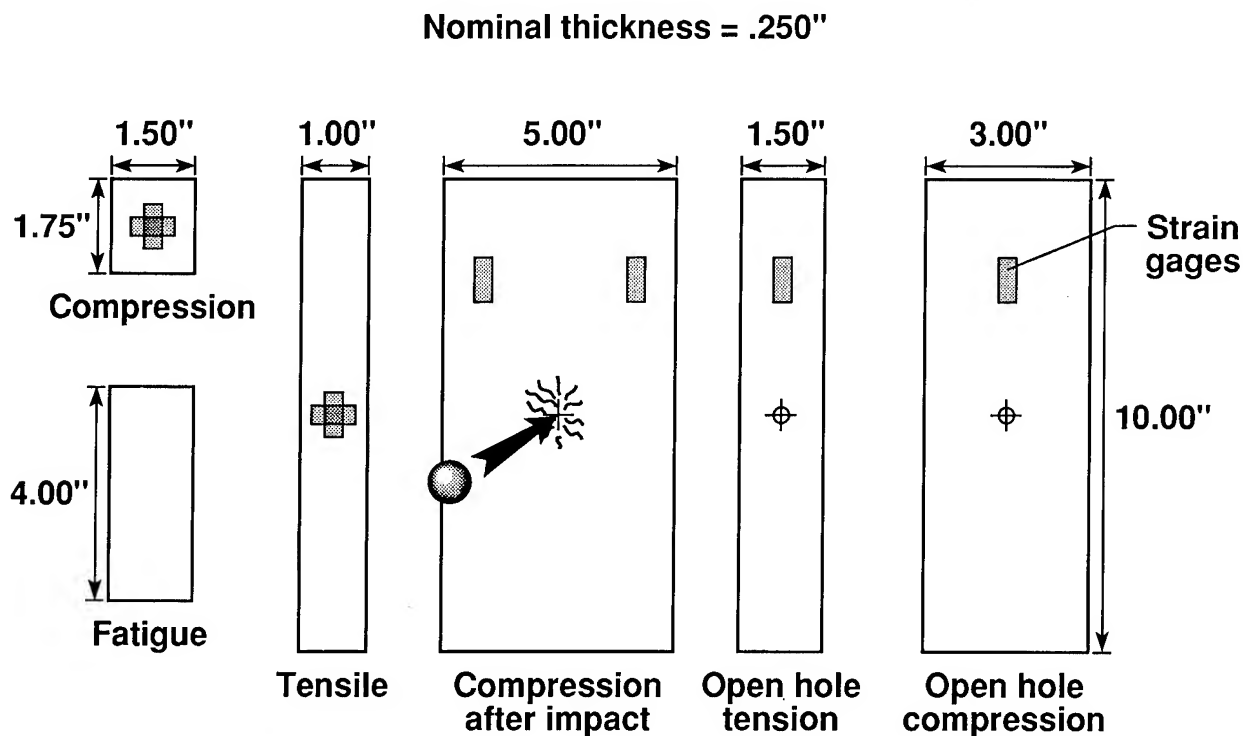 Nominal thickness = .250"
1.50"
1.00"
5.00"
1.50"
3.00"
1.75"
Strain
gages
Compression
10.00"
4.00"
Fatigue
Tensile
Compression
after impact
Open hole
tension
Open hole
compression